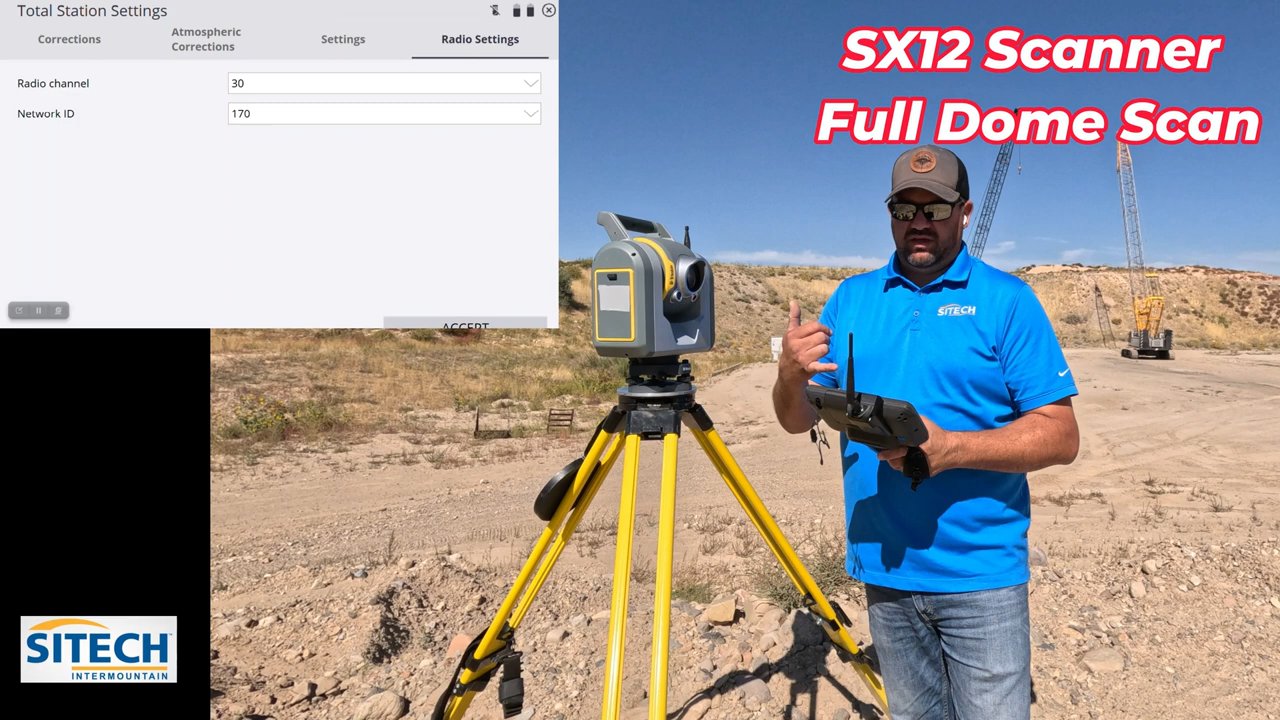 Total Station Settings
Corrections
Atmospheric
Corrections
Settings
Radio Settings
Radio channel
30
Network ID
170
ACCEPT
SX12 Scanner
Full Dome Scan
SITECH
SITECH
INTERMOUNTAIN